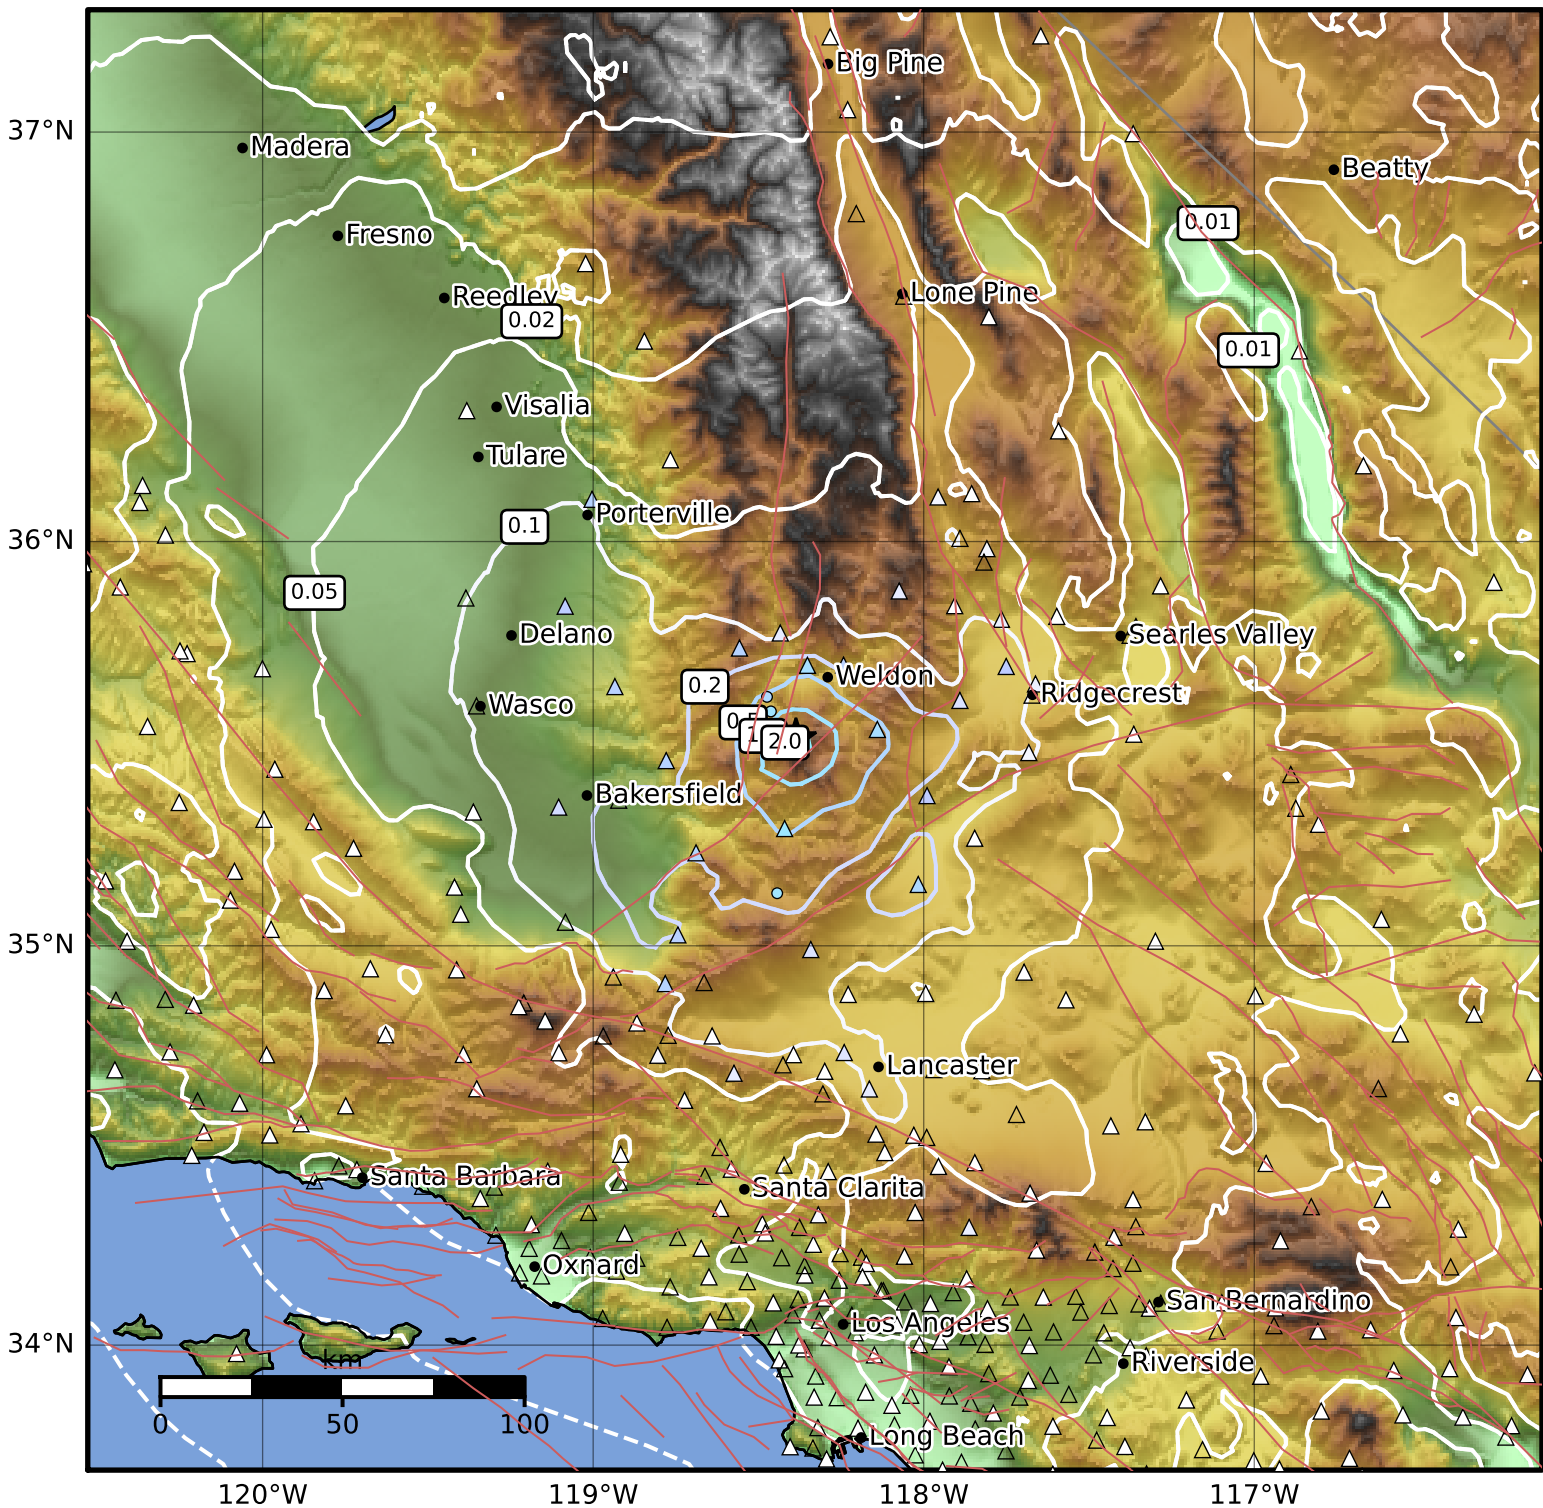 Big Pine
37°N
Madera
Beatty
0.01
Fresno
Lone Pine
Reedley
0.02
0.01
Visalia
Tulare
Porterville
0.1
36°N
0.05
Delano
Searles Valley
Weldon
0.2
Ridgecrest
Wasco
0.5
1
2.0
Bakersfield
35°N
Lancaster
Santa Barbara
Santa Clarita
Oxnard
San Bernardino
Los Angeles
34°N
km
Riverside
0 50 100
Long Beach
120°W 119°W 118°W 117°W